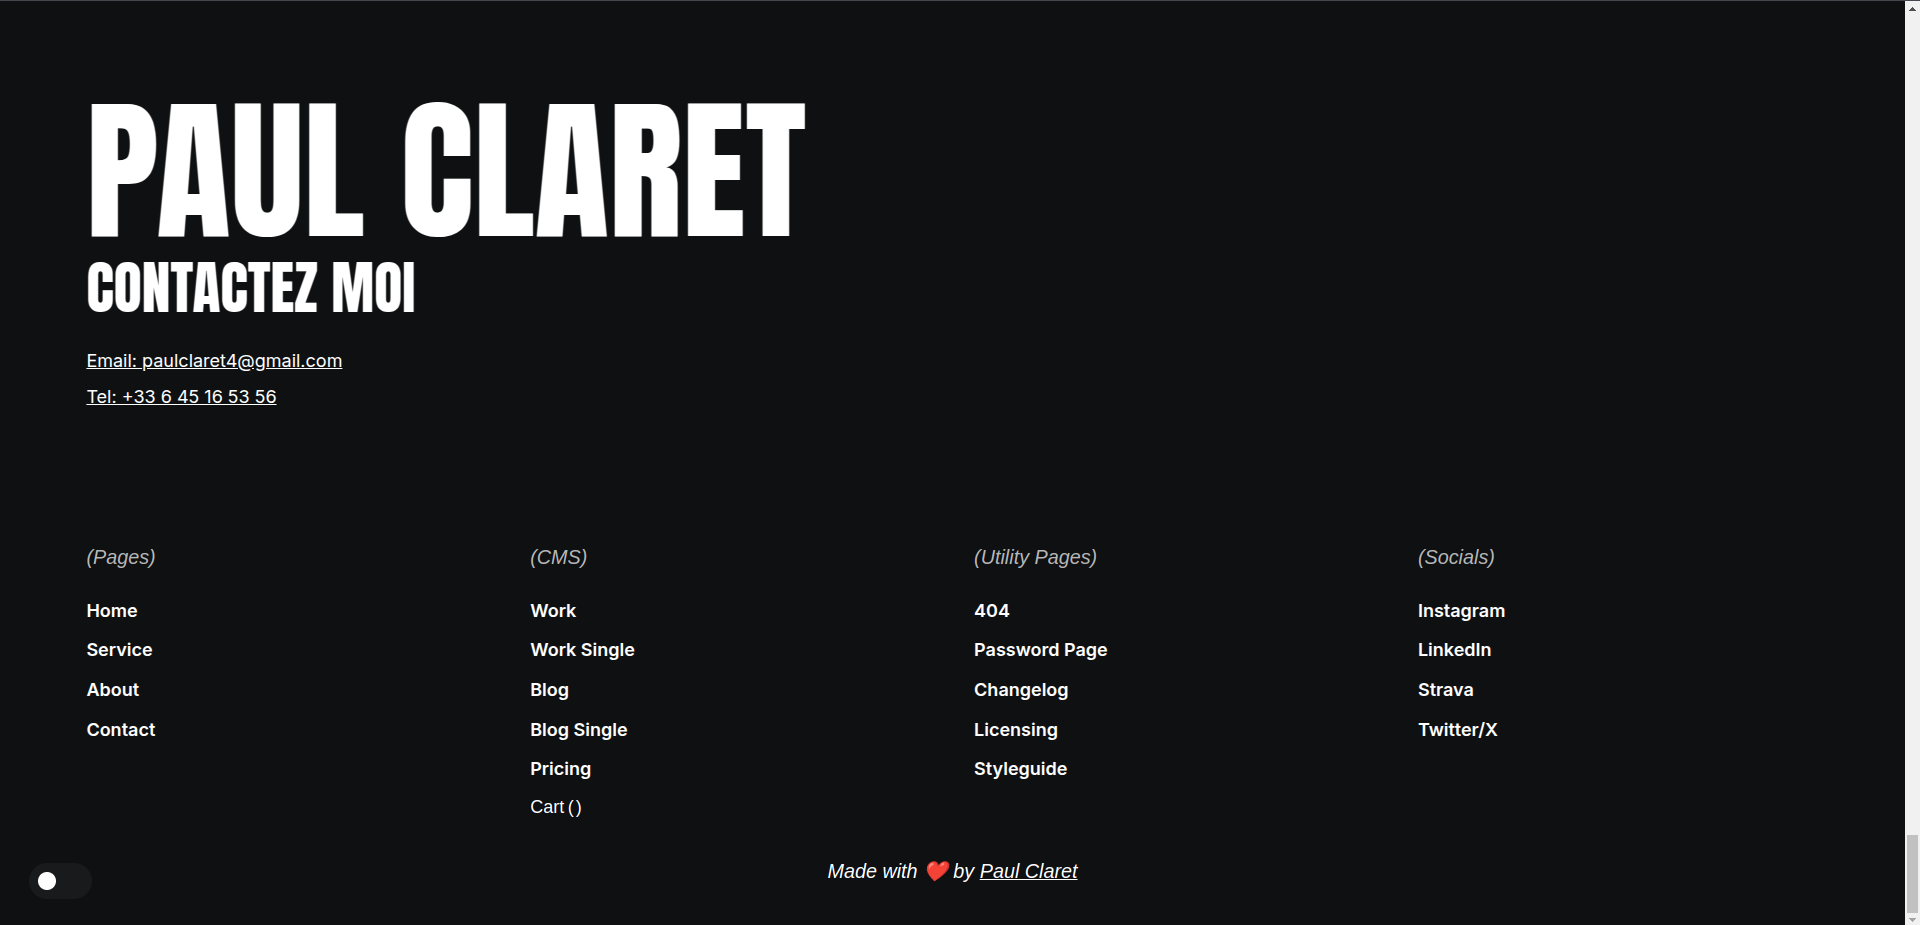 PAUL CLARET
CONTACTEZ MOI
Email: paulclaret4@gmail.com
Tel: +33 6 45 16 53 56
(Pages)
Home
Service
About
Contact
(CMS)
Work
Work Single
Blog
Blog Single
Pricing
Cart ( )
(Utility Pages)
404
Password Page
Changelog
Licensing
Styleguide
(Socials)
Instagram
LinkedIn
Strava
Twitter/X
Made with ❤️ by Paul Claret